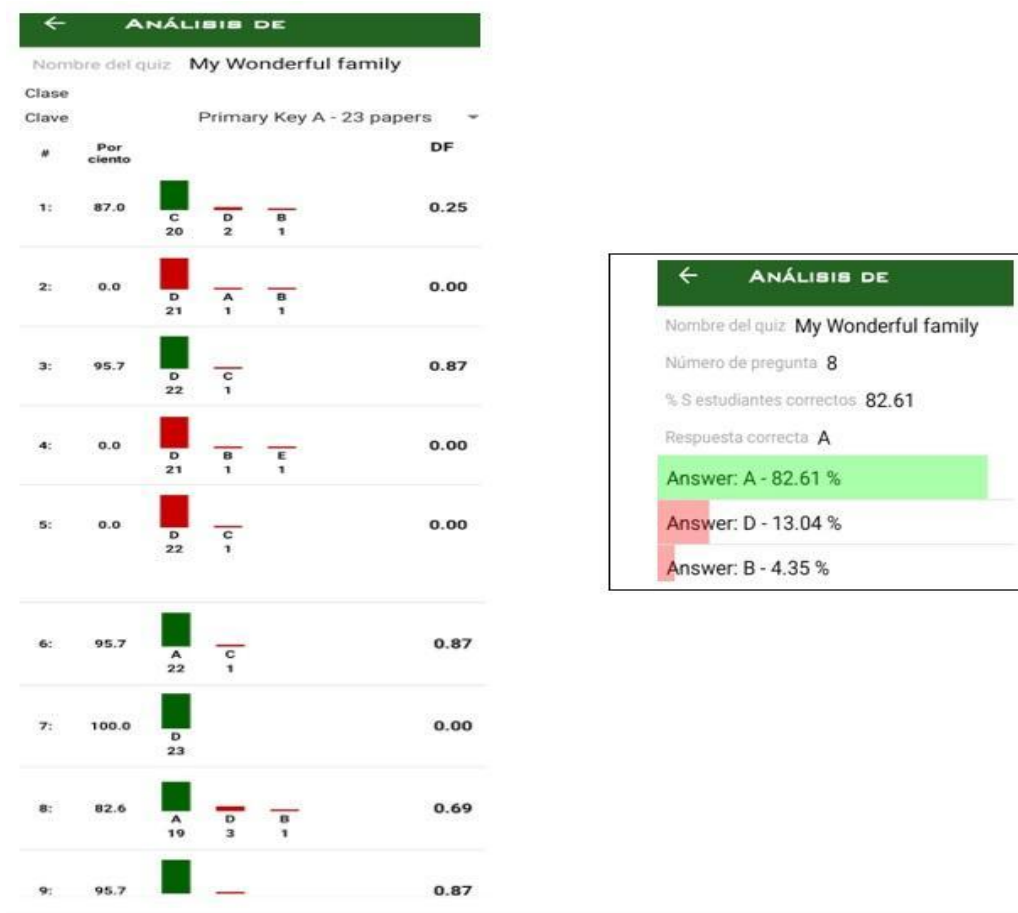 ← ANÁLISIS DE
Nombre del quiz My Wonderful family
Clase
Clave Primary Key A - 23 papers
# Por ciento DF
1: 87.0 C 20 D 2 B 1 0.25
2: 0.0 D 21 A 1 B 1 0.00
3: 95.7 D 22 C 1 0.87
4: 0.0 D 21 B 1 E 1 0.00
5: 0.0 D 22 C 1 0.00
6: 95.7 A 22 C 1 0.87
7: 100.0 D 23 0.00
8: 82.6 A 19 D 3 B 1 0.69
9: 95.7 0.87
← ANÁLISIS DE
Nombre del quiz My Wonderful family
Número de pregunta 8
% S estudiantes correctos 82.61
Respuesta correcta A
Answer: A - 82.61 %
Answer: D - 13.04 %
Answer: B - 4.35 %